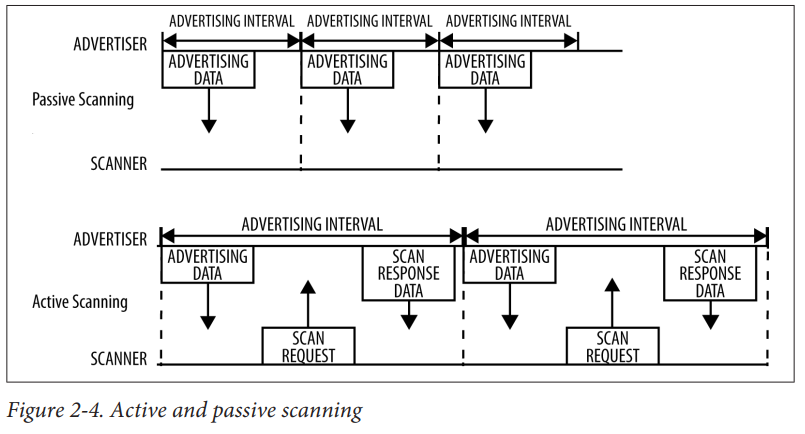 ADVERTISING INTERVAL ADVERTISING INTERVAL ADVERTISING INTERVAL
ADVERTISER
ADVERTISING DATA
ADVERTISING DATA
ADVERTISING DATA
Passive Scanning
SCANNER
ADVERTISING INTERVAL ADVERTISING INTERVAL
ADVERTISER
ADVERTISING DATA
SCAN RESPONSE DATA
ADVERTISING DATA
SCAN RESPONSE DATA
Active Scanning
SCAN REQUEST
SCAN REQUEST
SCANNER
Figure 2-4. Active and passive scanning